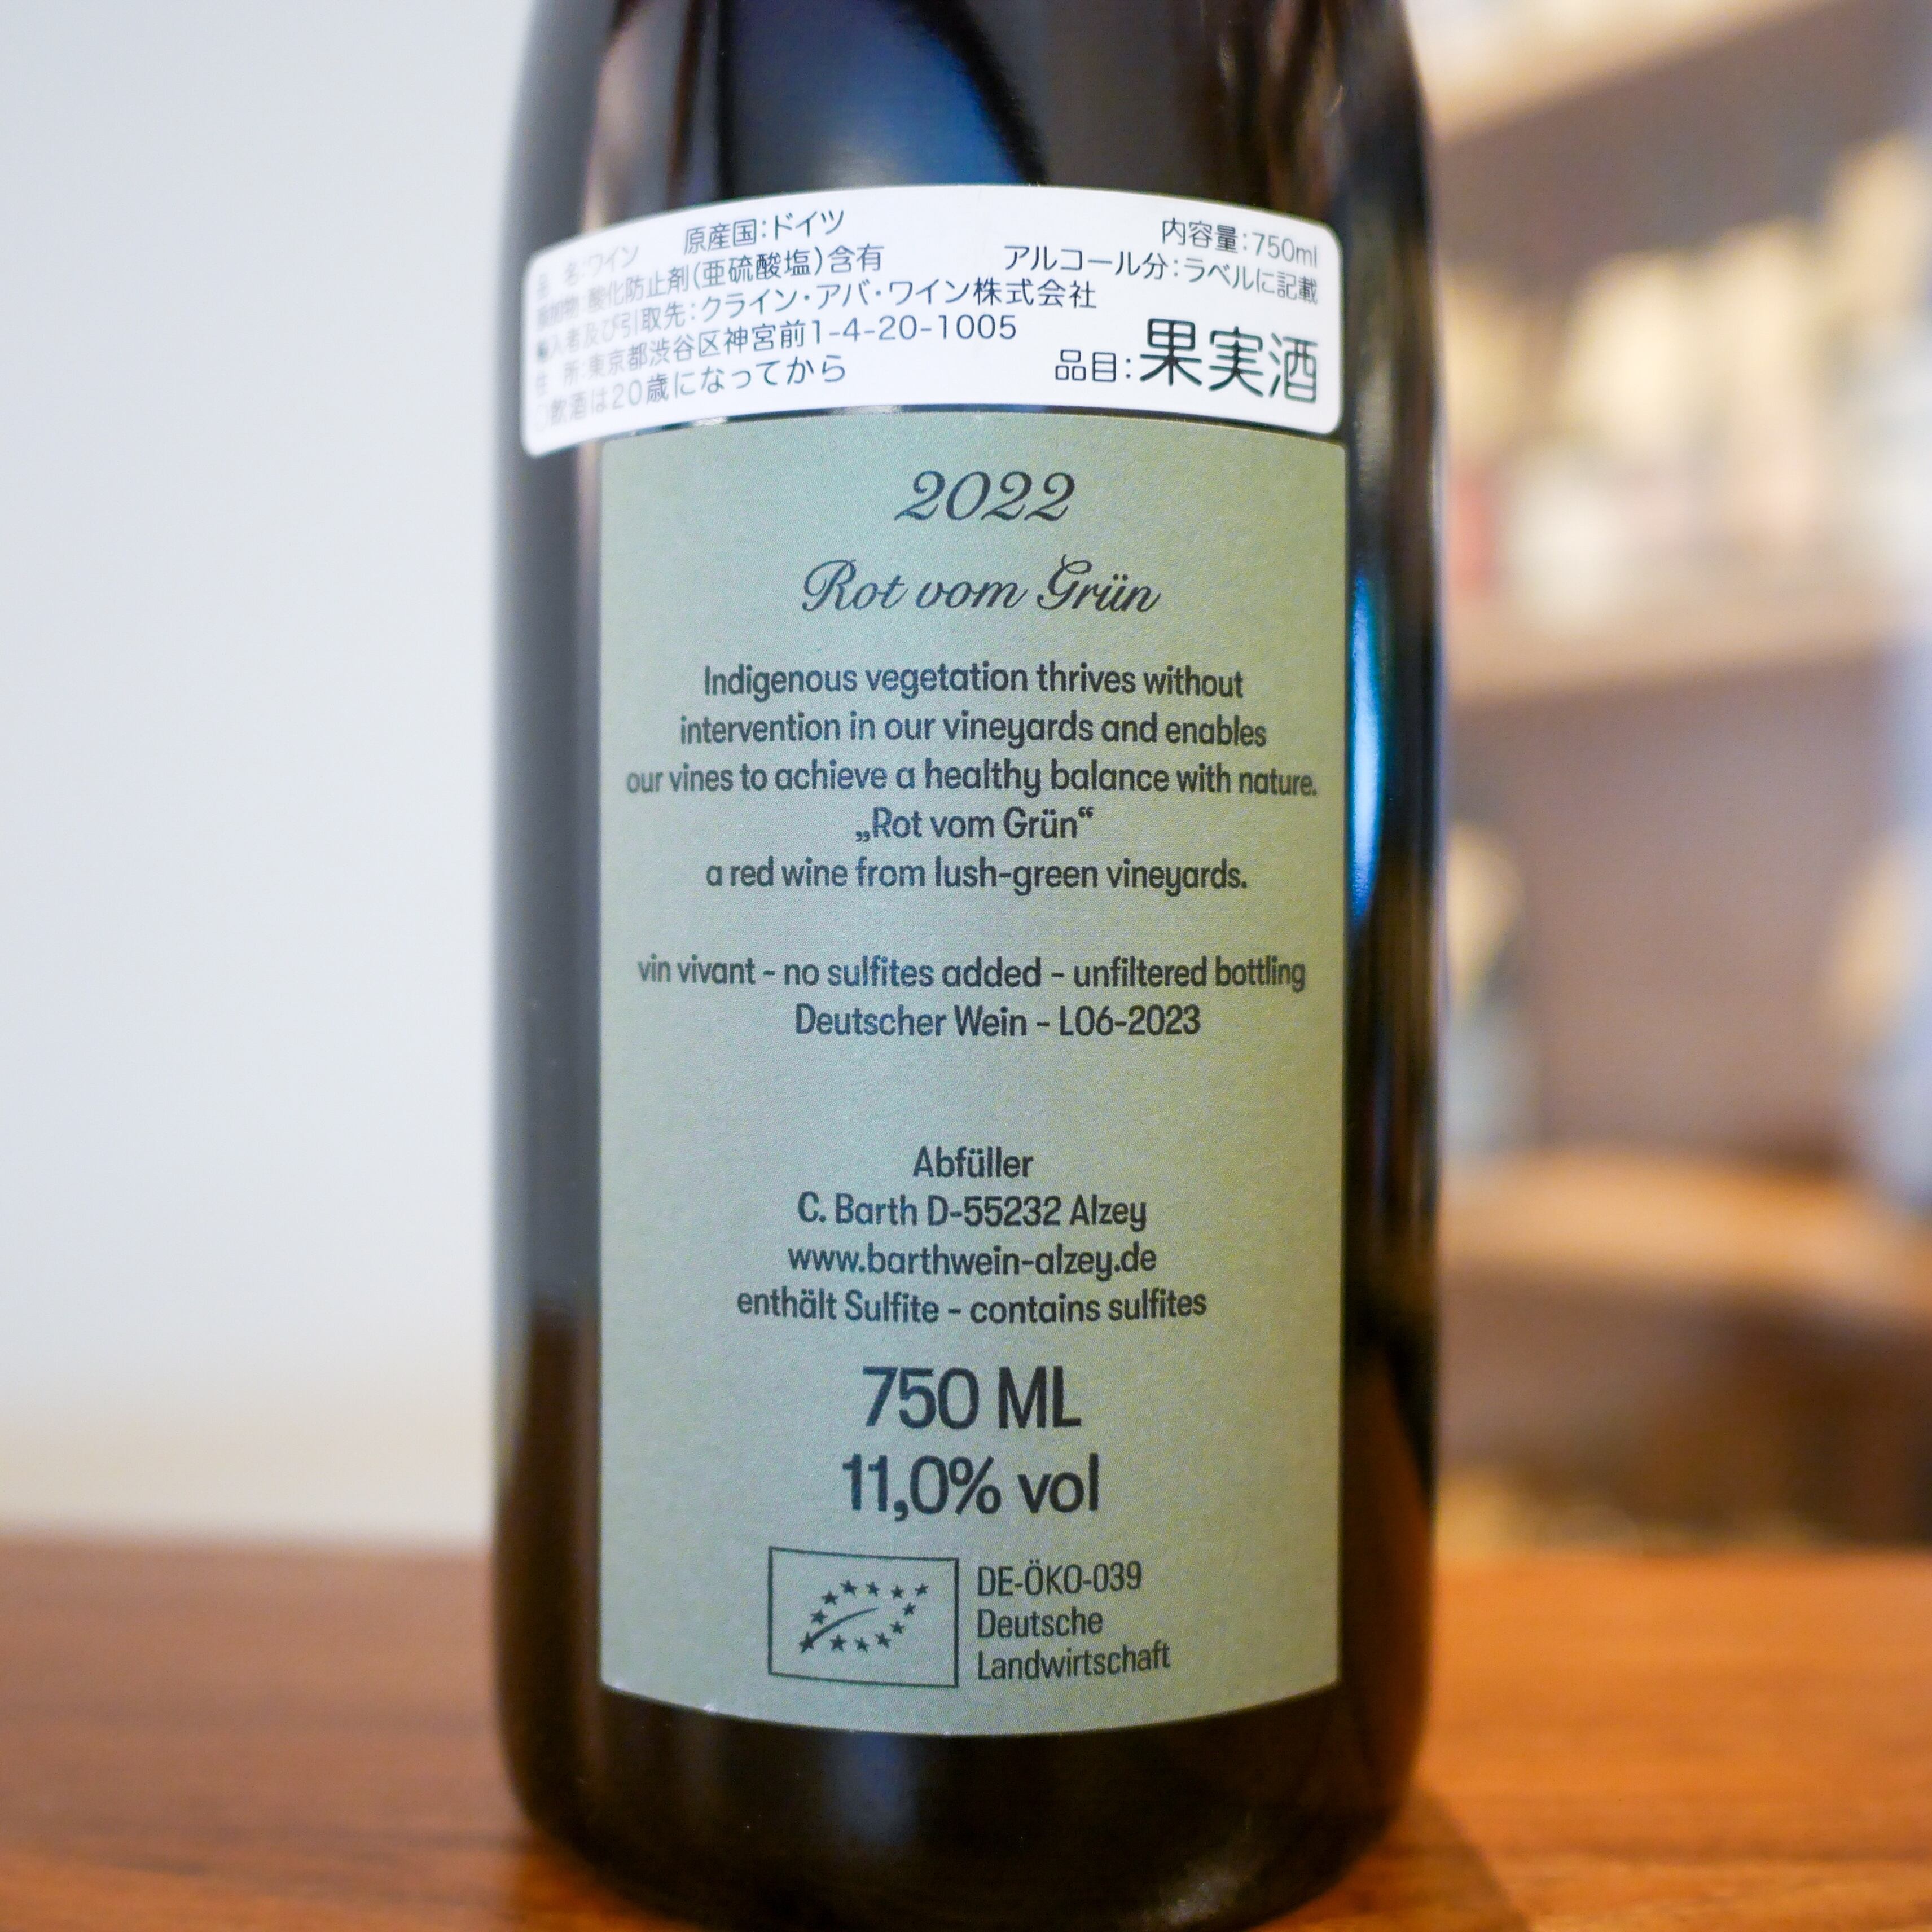 品 名:ワイン 原産国:ドイツ 内容量:750ml
添加物:酸化防止剤(亜硫酸塩)含有 アルコール分:ラベルに記載
輸入者及び引取先:クライン・アバ・ワイン株式会社
住 所:東京都渋谷区神宮前1-4-20-1005
飲酒は20歳になってから 品目:果実酒
2022
Rot vom Grün
Indigenous vegetation thrives without
intervention in our vineyards and enables
our vines to achieve a healthy balance with nature.
„Rot vom Grün“
a red wine from lush-green vineyards.
vin vivant - no sulfites added - unfiltered bottling
Deutscher Wein - L06-2023
Abfüller
C. Barth D-55232 Alzey
www.barthwein-alzey.de
enthält Sulfite - contains sulfites
750 ML
11,0% vol
DE-ÖKO-039
Deutsche
Landwirtschaft